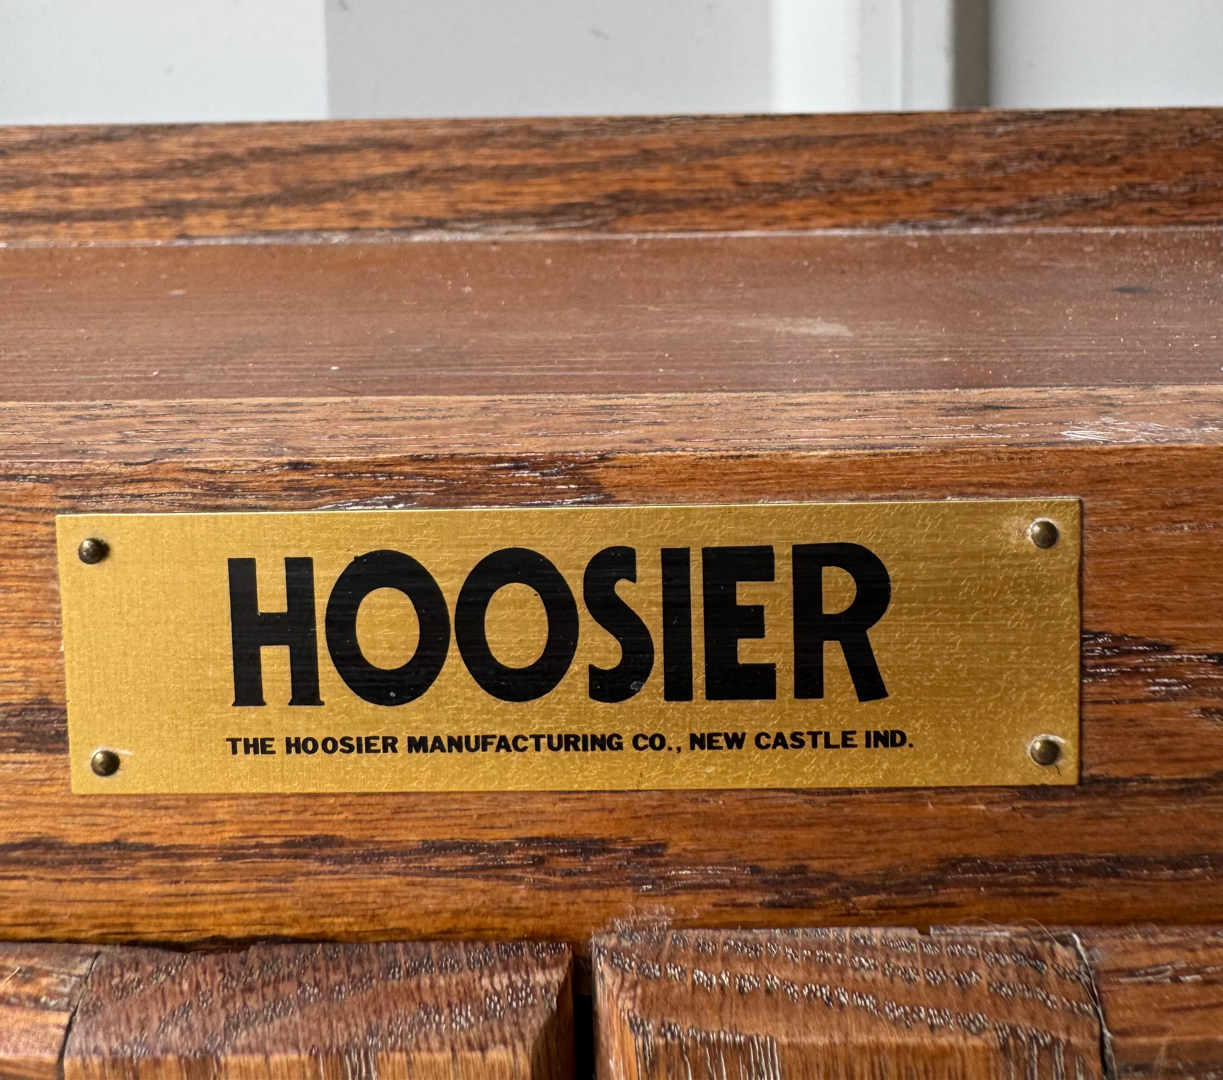 HOOSIER
THE HOOSIER MANUFACTURING CO., NEW CASTLE IND.